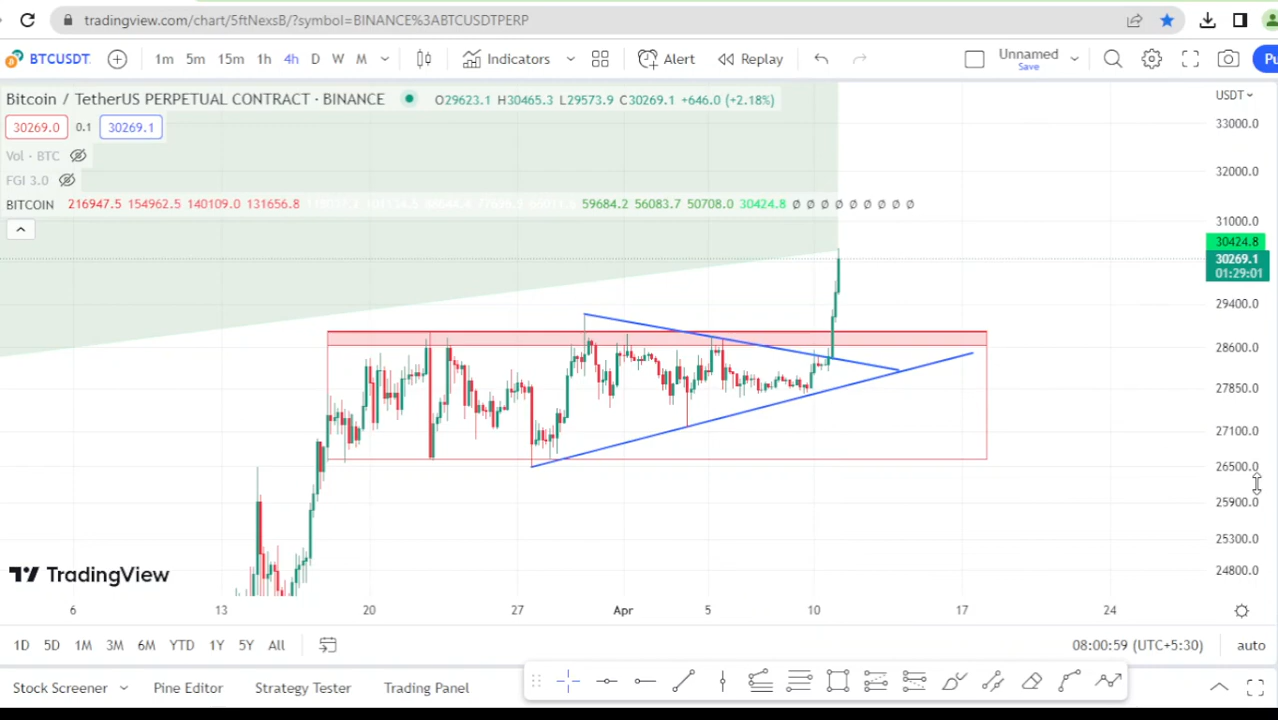 tradingview.com/chart/5ftNexsB/?symbol=BINANCE%3ABTCUSDTPERP
BTCUSDT 1m 5m 15m 1h 4h D W M Indicators Alert Replay Unnamed Save Pu
Bitcoin / TetherUS PERPETUAL CONTRACT · BINANCE O29623.1 H30465.3 L29573.9 C30269.1 +646.0 (+2.18%) USDT
30269.0 0.1 30269.1
Vol · BTC
FGI 3.0
BITCOIN 216947.5 154962.5 140109.0 131656.8 59684.2 56083.7 50708.0 30424.8 Ø Ø Ø Ø Ø Ø Ø Ø Ø
33000.0
32000.0
31000.0
30424.8
30269.1
01:29:01
29400.0
28600.0
27850.0
27100.0
26500.0
25900.0
25300.0
24800.0
TradingView
6 13 20 27 Apr 5 10 17 24
1D 5D 1M 3M 6M YTD 1Y 5Y All 08:00:59 (UTC+5:30) auto
Stock Screener Pine Editor Strategy Tester Trading Panel